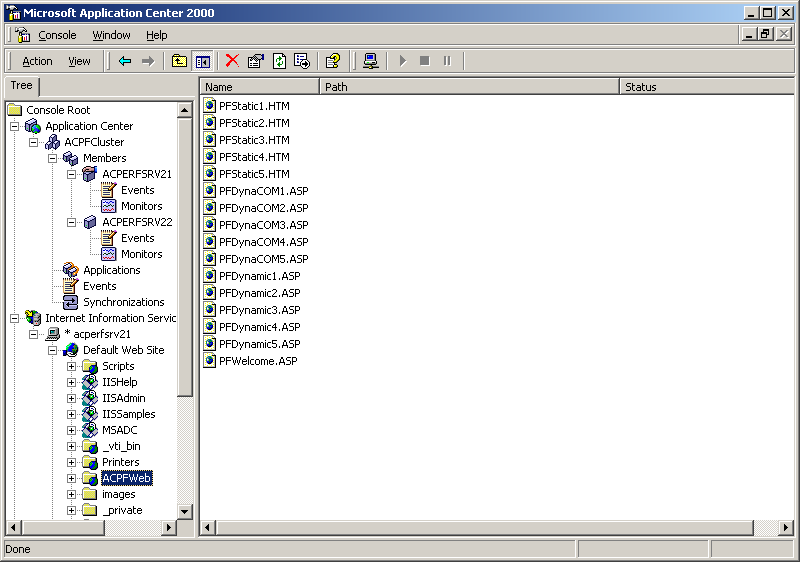 Microsoft Application Center 2000
Console Window Help
Action View
Tree
Console Root
Application Center
ACPFCluster
Members
ACPERFSRV21
Events
Monitors
ACPERFSRV22
Events
Monitors
Applications
Events
Synchronizations
Internet Information Servic
* acperfsrv21
Default Web Site
Scripts
IISHelp
IISAdmin
IISSamples
MSADC
_vti_bin
Printers
ACPFWeb
images
_private
Name Path Status
PFStatic1.HTM
PFStatic2.HTM
PFStatic3.HTM
PFStatic4.HTM
PFStatic5.HTM
PFDynaCOM1.ASP
PFDynaCOM2.ASP
PFDynaCOM3.ASP
PFDynaCOM4.ASP
PFDynaCOM5.ASP
PFDynamic1.ASP
PFDynamic2.ASP
PFDynamic3.ASP
PFDynamic4.ASP
PFDynamic5.ASP
PFWelcome.ASP
Done